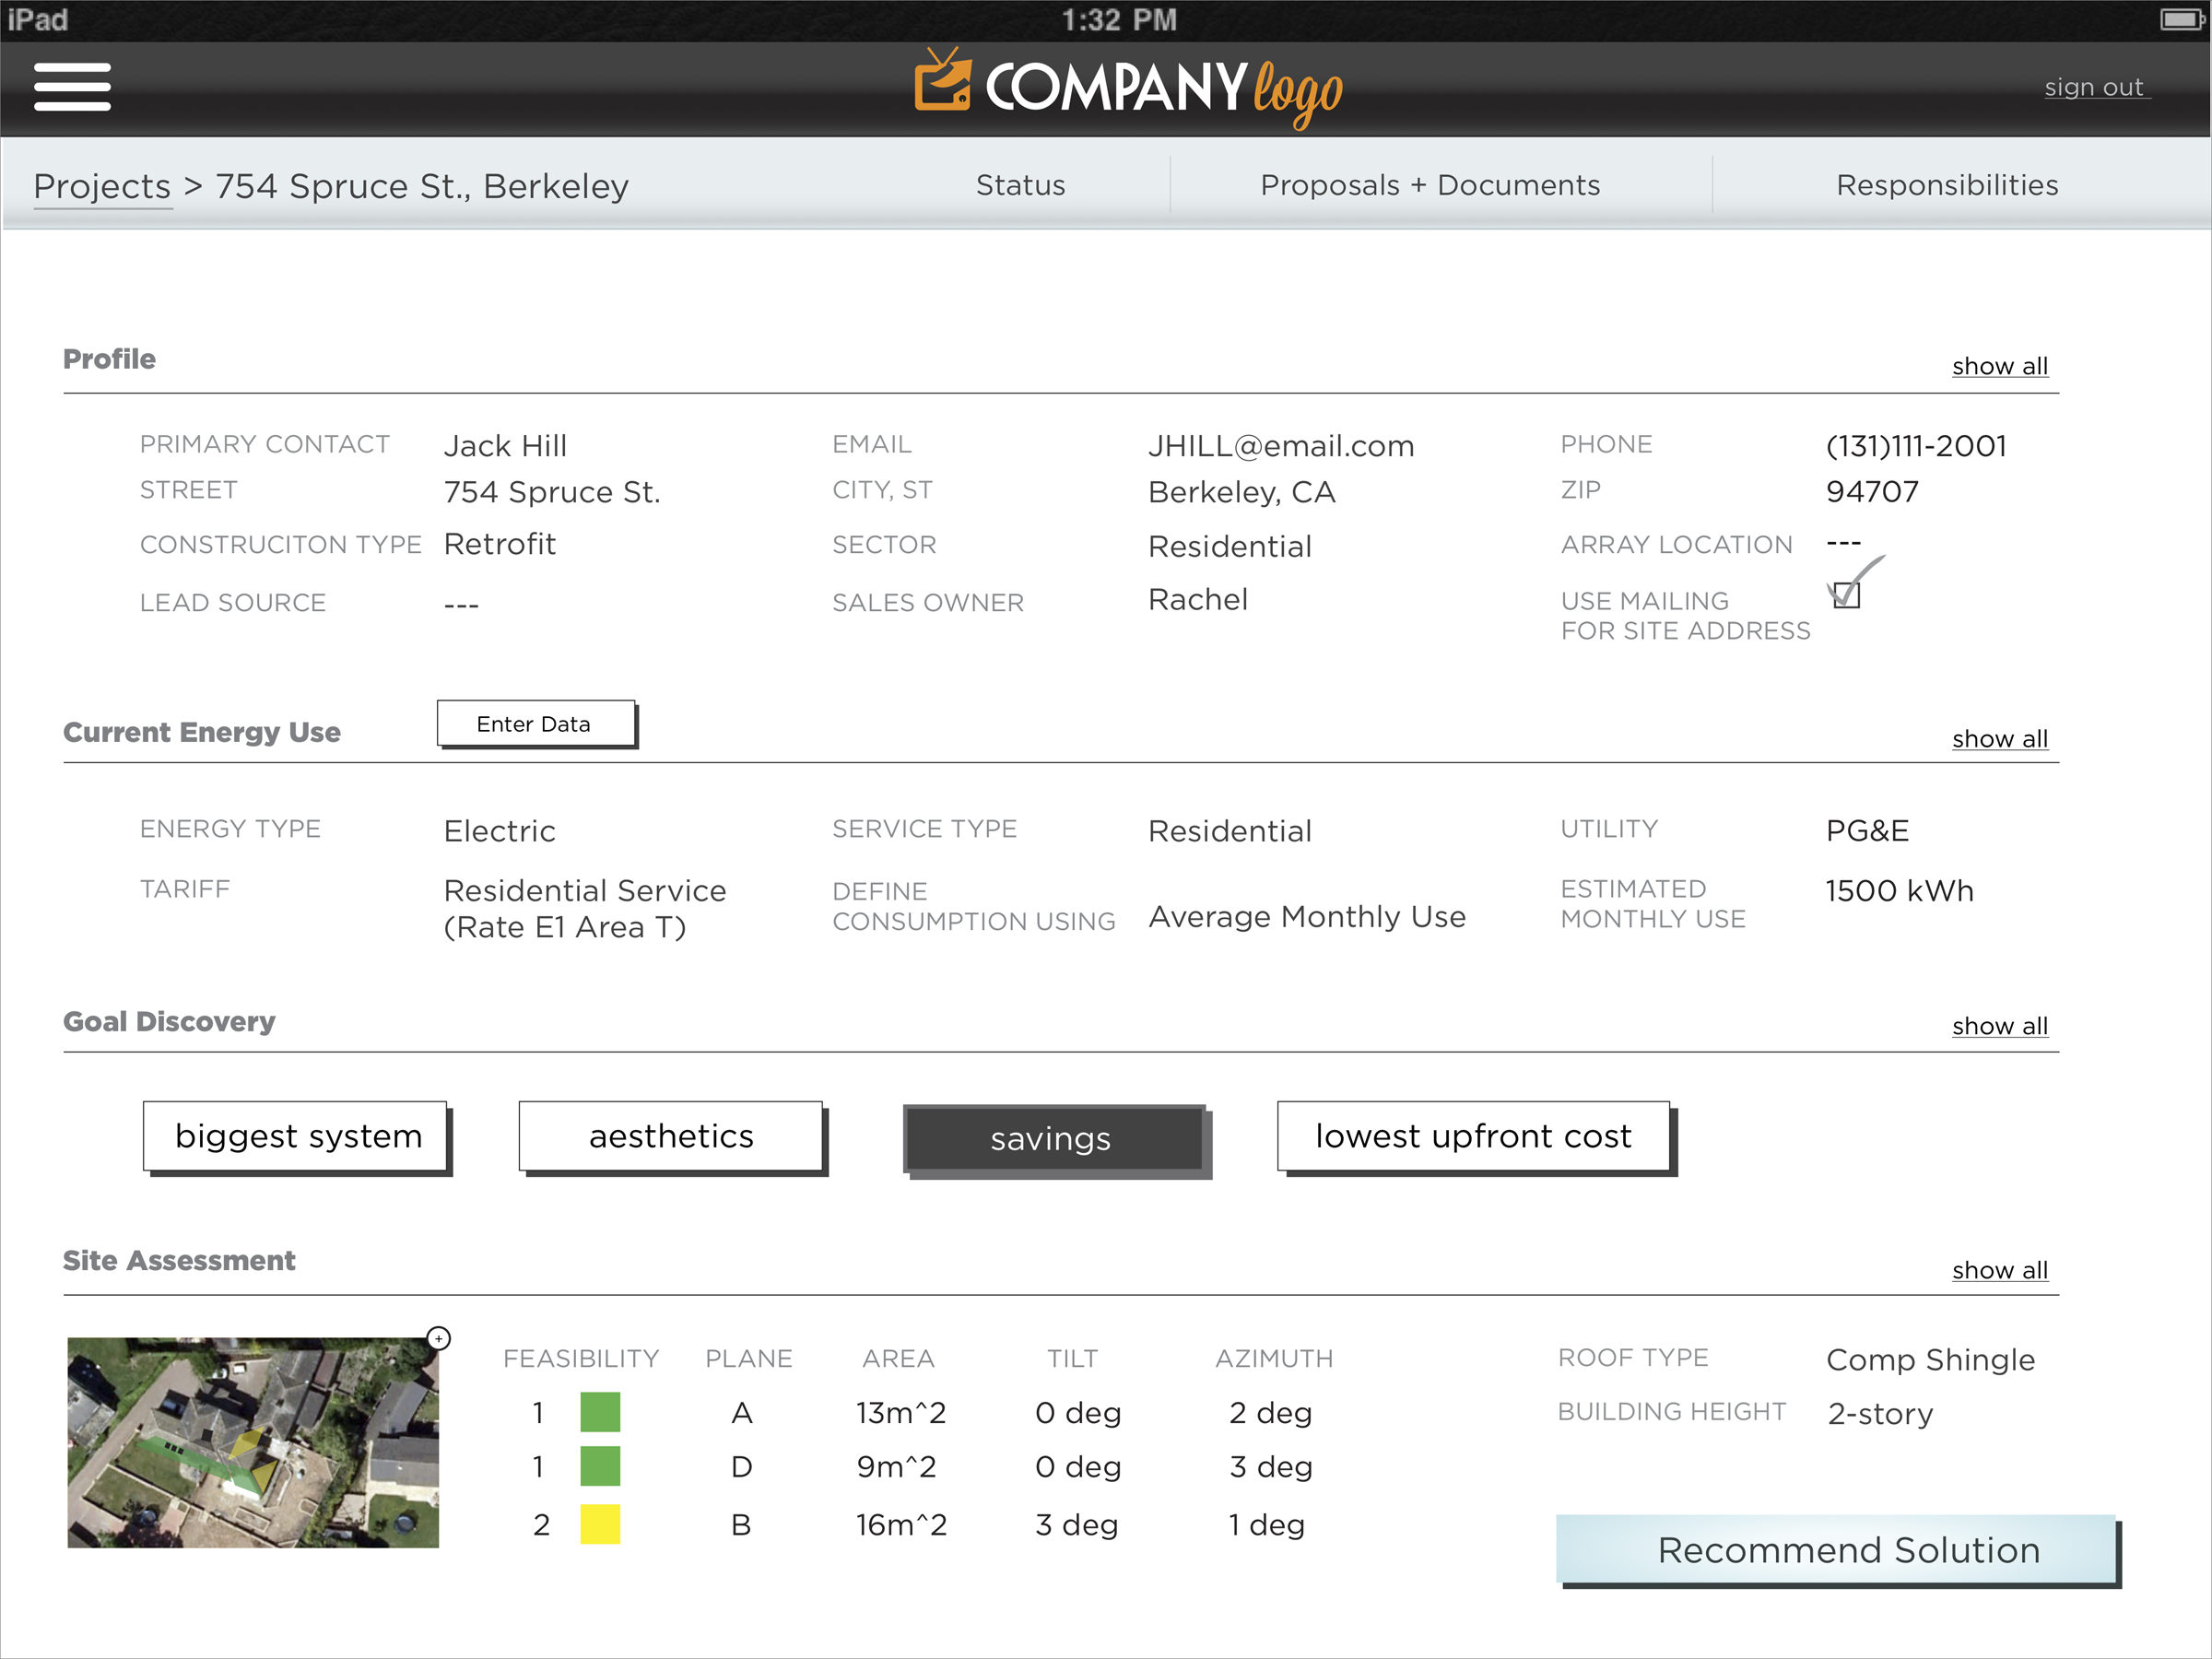 iPad
1:32 PM
COMPANY logo
sign out
Projects > 754 Spruce St., Berkeley
Status
Proposals + Documents
Responsibilities
Profile
show all
PRIMARY CONTACT Jack Hill EMAIL JHILL@email.com PHONE (131)111-2001
STREET 754 Spruce St. CITY, ST Berkeley, CA ZIP 94707
CONSTRUCITON TYPE Retrofit SECTOR Residential ARRAY LOCATION ---
LEAD SOURCE --- SALES OWNER Rachel USE MAILING
FOR SITE ADDRESS
Current Energy Use
Enter Data
show all
ENERGY TYPE Electric SERVICE TYPE Residential UTILITY PG&E
TARIFF Residential Service
(Rate E1 Area T)
DEFINE
CONSUMPTION USING
Average Monthly Use
ESTIMATED
MONTHLY USE
1500 kWh
Goal Discovery
show all
biggest system
aesthetics
savings
lowest upfront cost
Site Assessment
show all
FEASIBILITY PLANE AREA TILT AZIMUTH
1 A 13m^2 0 deg 2 deg
1 D 9m^2 0 deg 3 deg
2 B 16m^2 3 deg 1 deg
ROOF TYPE Comp Shingle
BUILDING HEIGHT 2-story
Recommend Solution